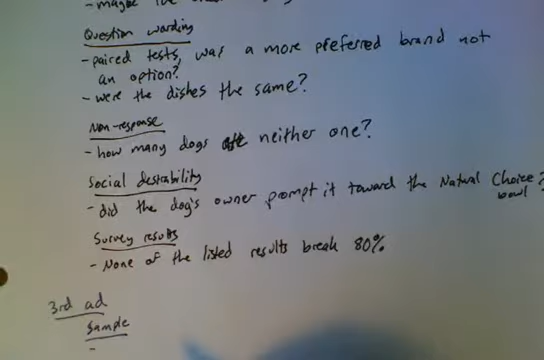 - maybe the
Question wording
- paired tests, was a more preferred brand not
an option?
- were the dishes the same?
Non-response
- how many dogs ate neither one?
Social desirability
- did the dog's owner prompt it toward the Natural Choice
bowl?
Survey results
- None of the listed results break 80%
3rd ad
Sample
-